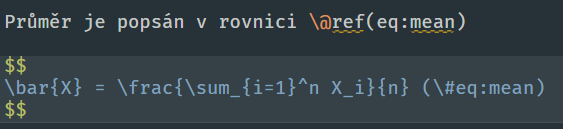 Průměr je popsán v rovnici \@ref(eq:mean)
$$
\bar{X} = \frac{\sum_{i=1}^n X_i}{n} (\#eq:mean)
$$